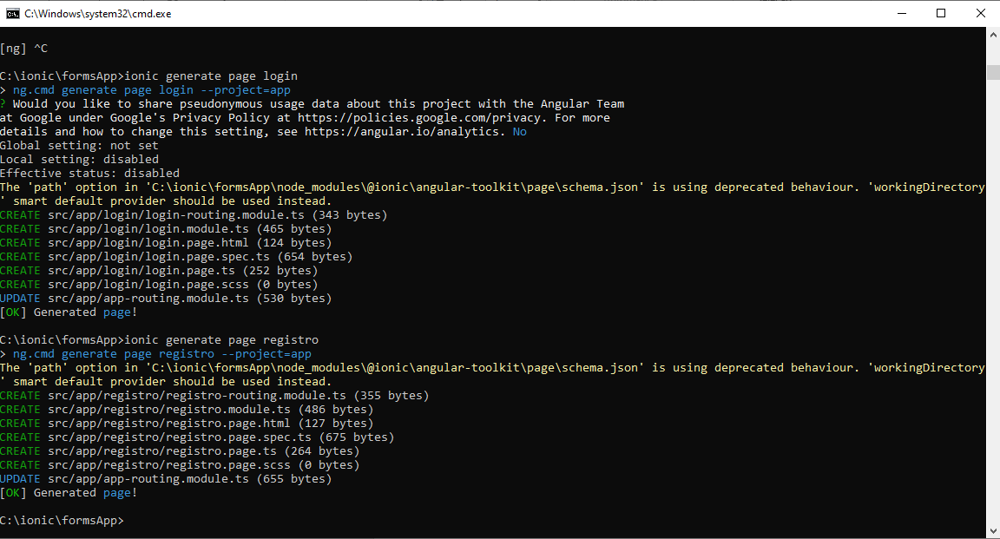 C:\Windows\system32\cmd.exe
[ng] ^C
C:\ionic\formsApp>ionic generate page login
> ng.cmd generate page login --project=app
? Would you like to share pseudonymous usage data about this project with the Angular Team
at Google under Google's Privacy Policy at https://policies.google.com/privacy. For more
details and how to change this setting, see https://angular.io/analytics. No
Global setting: not set
Local setting: disabled
Effective status: disabled
The 'path' option in 'C:\ionic\formsApp\node_modules\@ionic\angular-toolkit\page\schema.json' is using deprecated behaviour. 'workingDirectory
' smart default provider should be used instead.
CREATE src/app/login/login-routing.module.ts (343 bytes)
CREATE src/app/login/login.module.ts (465 bytes)
CREATE src/app/login/login.page.html (124 bytes)
CREATE src/app/login/login.page.spec.ts (654 bytes)
CREATE src/app/login/login.page.ts (252 bytes)
CREATE src/app/login/login.page.scss (0 bytes)
UPDATE src/app/app-routing.module.ts (530 bytes)
[OK] Generated page!
C:\ionic\formsApp>ionic generate page registro
> ng.cmd generate page registro --project=app
The 'path' option in 'C:\ionic\formsApp\node_modules\@ionic\angular-toolkit\page\schema.json' is using deprecated behaviour. 'workingDirectory
' smart default provider should be used instead.
CREATE src/app/registro/registro-routing.module.ts (355 bytes)
CREATE src/app/registro/registro.module.ts (486 bytes)
CREATE src/app/registro/registro.page.html (127 bytes)
CREATE src/app/registro/registro.page.spec.ts (675 bytes)
CREATE src/app/registro/registro.page.ts (264 bytes)
CREATE src/app/registro/registro.page.scss (0 bytes)
UPDATE src/app/app-routing.module.ts (655 bytes)
[OK] Generated page!
C:\ionic\formsApp>